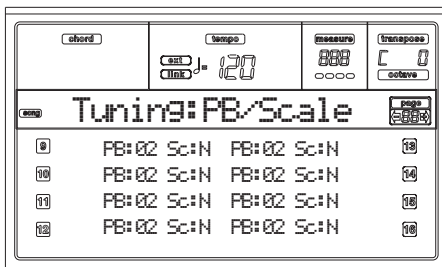 chord tempo measure transpose
ext
link
♩= 120 888 C 0
octave
song Tuning:PB/Scale page
88
9 PB:02 Sc:N PB:02 Sc:N 13
10 PB:02 Sc:N PB:02 Sc:N 14
11 PB:02 Sc:N PB:02 Sc:N 15
12 PB:02 Sc:N PB:02 Sc:N 16